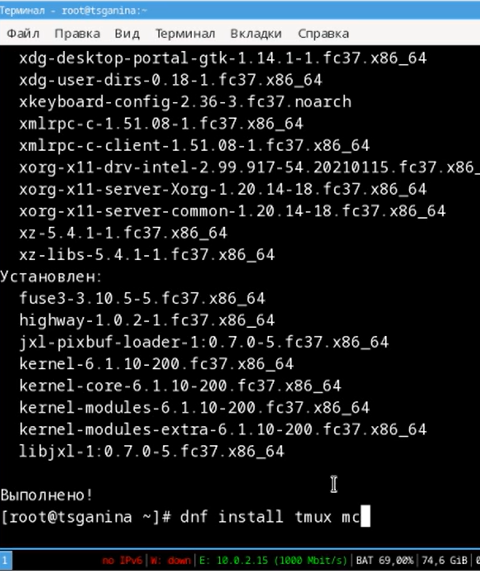 Терминал - root@tsganina:~
Файл Правка Вид Терминал Вкладки Справка
xdg-desktop-portal-gtk-1.14.1-1.fc37.x86_64
xdg-user-dirs-0.18-1.fc37.x86_64
xkeyboard-config-2.36-3.fc37.noarch
xmlrpc-c-1.51.08-1.fc37.x86_64
xmlrpc-c-client-1.51.08-1.fc37.x86_64
xorg-x11-drv-intel-2.99.917-54.20210115.fc37.x86_
xorg-x11-server-Xorg-1.20.14-18.fc37.x86_64
xorg-x11-server-common-1.20.14-18.fc37.x86_64
xz-5.4.1-1.fc37.x86_64
xz-libs-5.4.1-1.fc37.x86_64
Установлен:
fuse3-3.10.5-5.fc37.x86_64
highway-1.0.2-1.fc37.x86_64
jxl-pixbuf-loader-1:0.7.0-5.fc37.x86_64
kernel-6.1.10-200.fc37.x86_64
kernel-core-6.1.10-200.fc37.x86_64
kernel-modules-6.1.10-200.fc37.x86_64
kernel-modules-extra-6.1.10-200.fc37.x86_64
libjxl-1:0.7.0-5.fc37.x86_64
Выполнено!
[root@tsganina ~]# dnf install tmux mc
1 no IPv6 | W: down | E: 10.0.2.15 (1000 Mbit/s) | BAT 69,00% | 74,6 GiB |